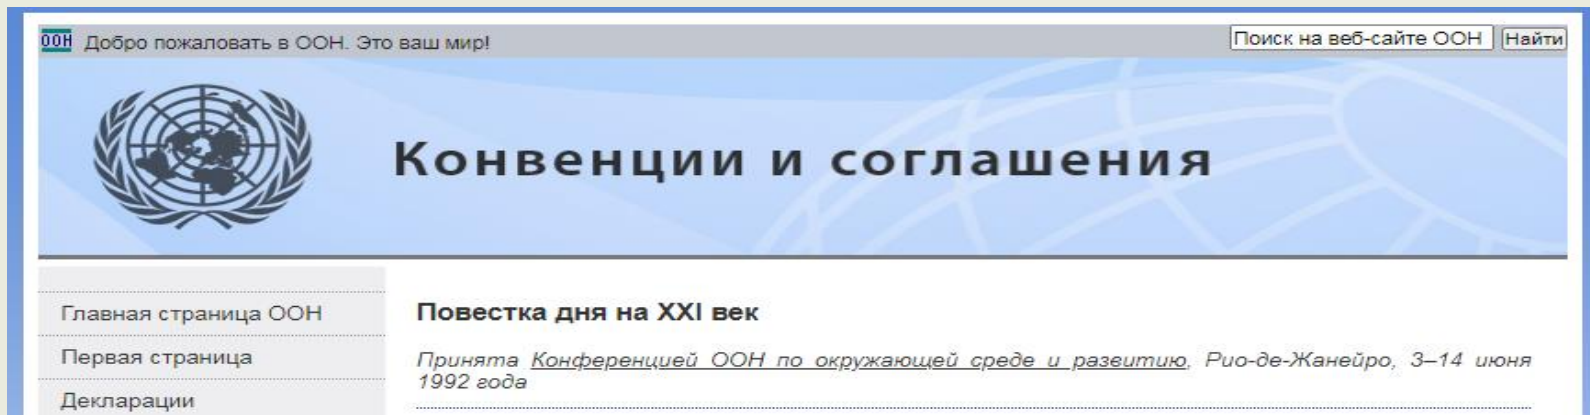 ООН Добро пожаловать в ООН. Это ваш мир! Поиск на веб-сайте ООН Найти
Конвенции и соглашения
Главная страница ООН
Первая страница
Декларации
Повестка дня на XXI век
Принята Конференцией ООН по окружающей среде и развитию, Рио-де-Жанейро, 3–14 июня
1992 года